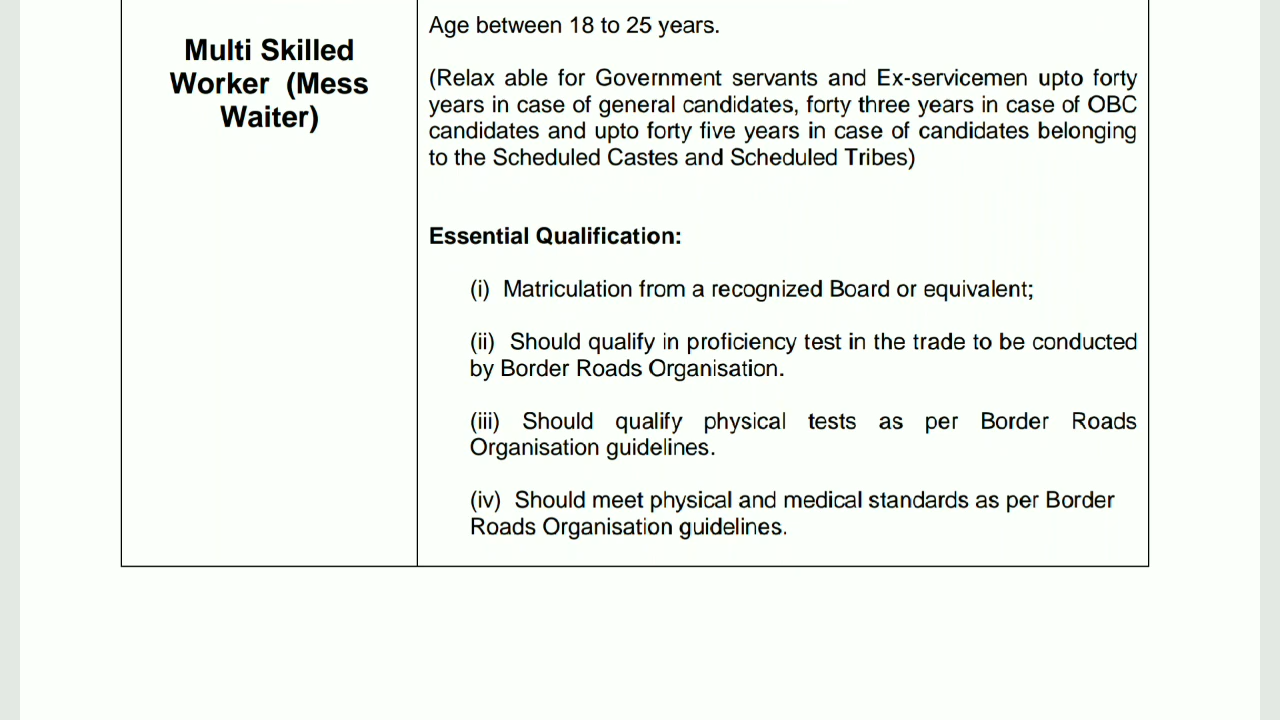 Multi Skilled
Worker (Mess
Waiter)
Age between 18 to 25 years.
(Relax able for Government servants and Ex-servicemen upto forty
years in case of general candidates, forty three years in case of OBC
candidates and upto forty five years in case of candidates belonging
to the Scheduled Castes and Scheduled Tribes)
Essential Qualification:
(i) Matriculation from a recognized Board or equivalent;
(ii) Should qualify in proficiency test in the trade to be conducted
by Border Roads Organisation.
(iii) Should qualify physical tests as per Border Roads
Organisation guidelines.
(iv) Should meet physical and medical standards as per Border
Roads Organisation guidelines.